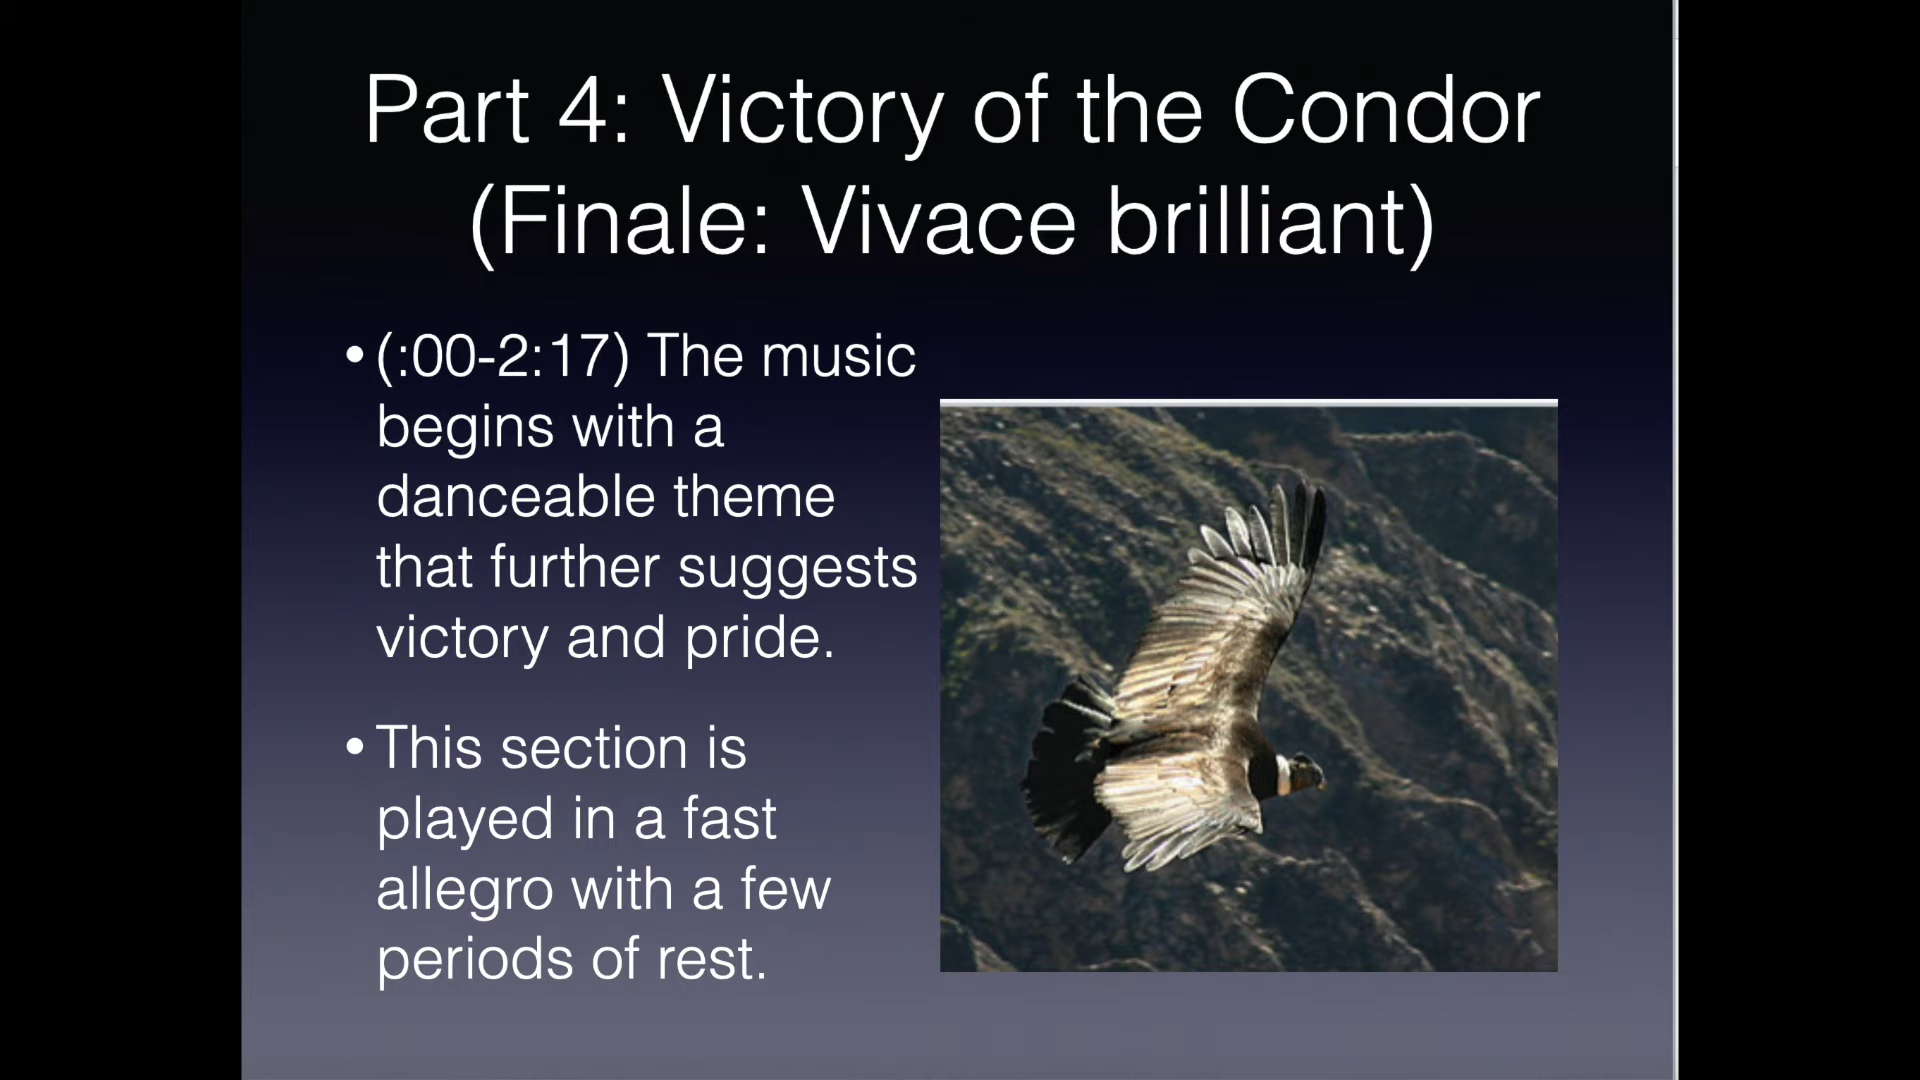 Part 4: Victory of the Condor
(Finale: Vivace brilliant)
• (:00-2:17) The music
begins with a
danceable theme
that further suggests
victory and pride.
• This section is
played in a fast
allegro with a few
periods of rest.